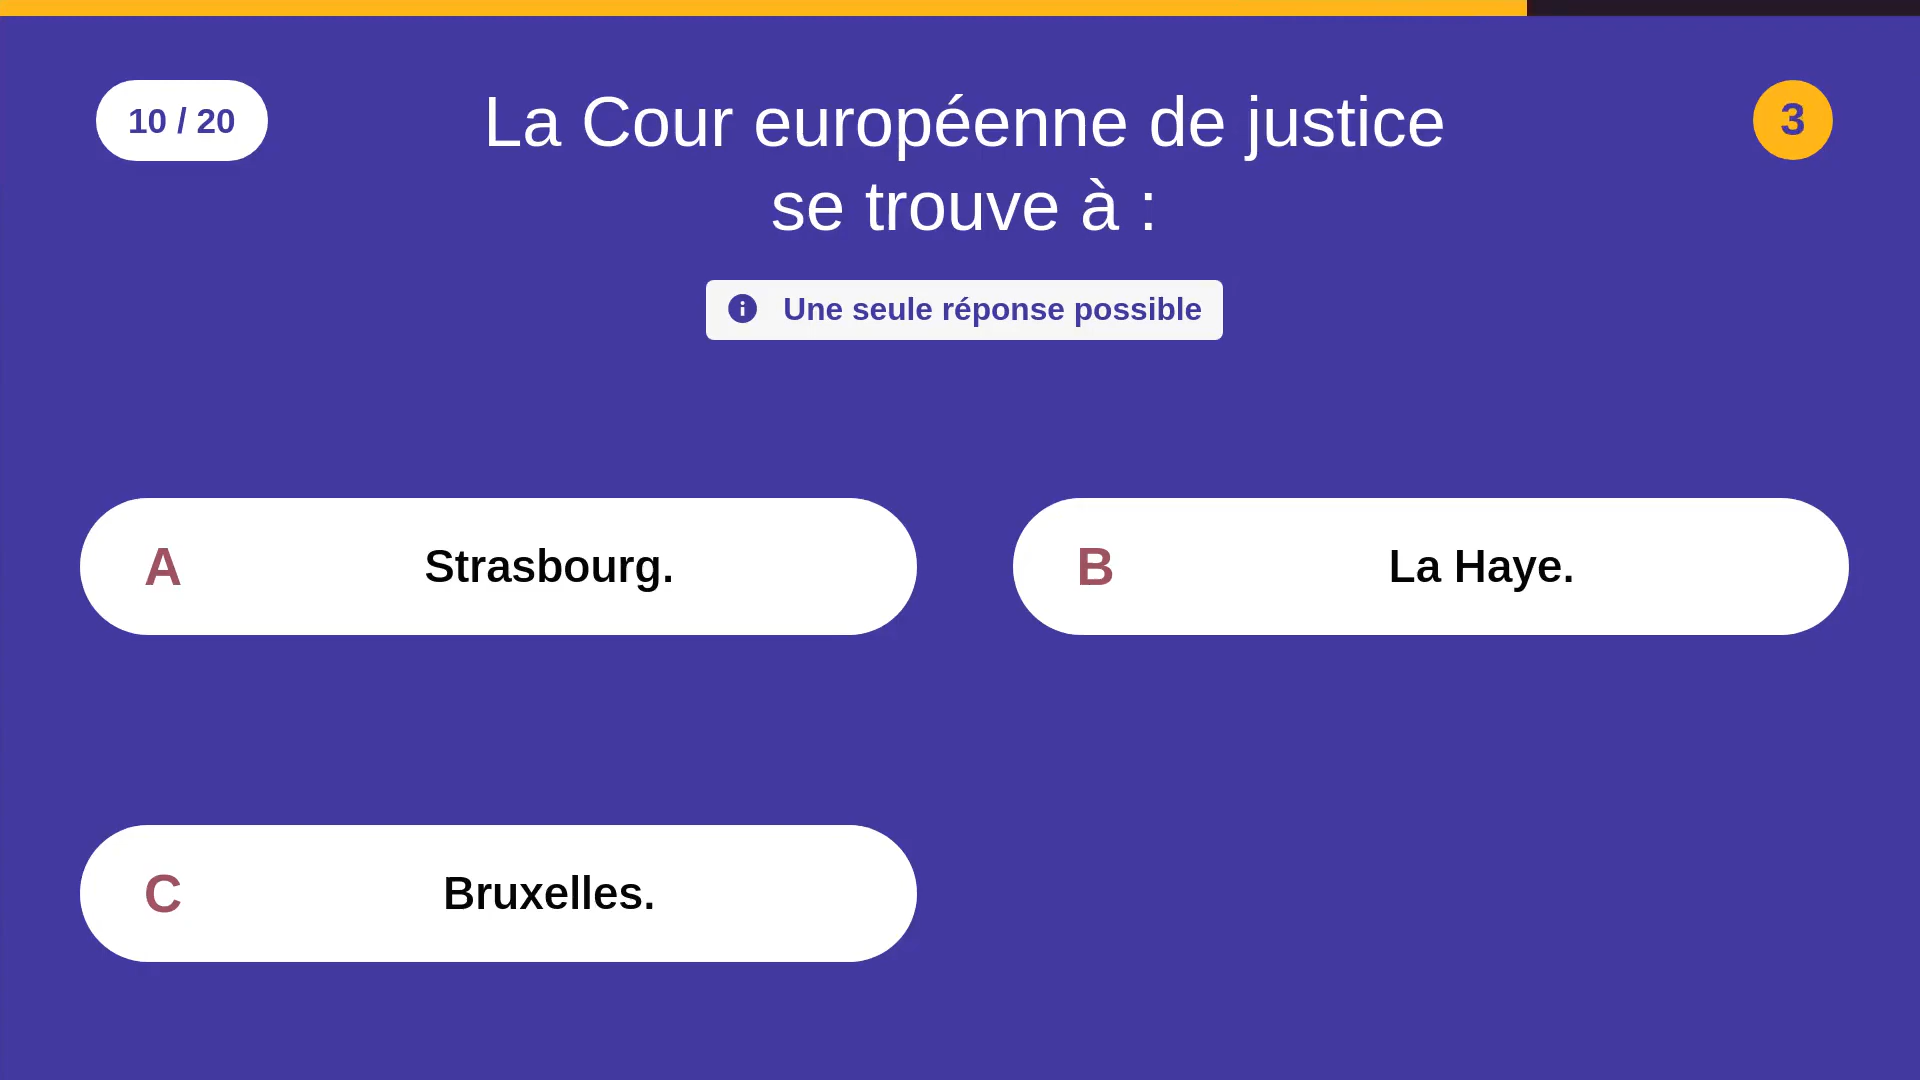 10 / 20
La Cour européenne de justice
se trouve à :
3
Une seule réponse possible
A Strasbourg.
B La Haye.
C Bruxelles.